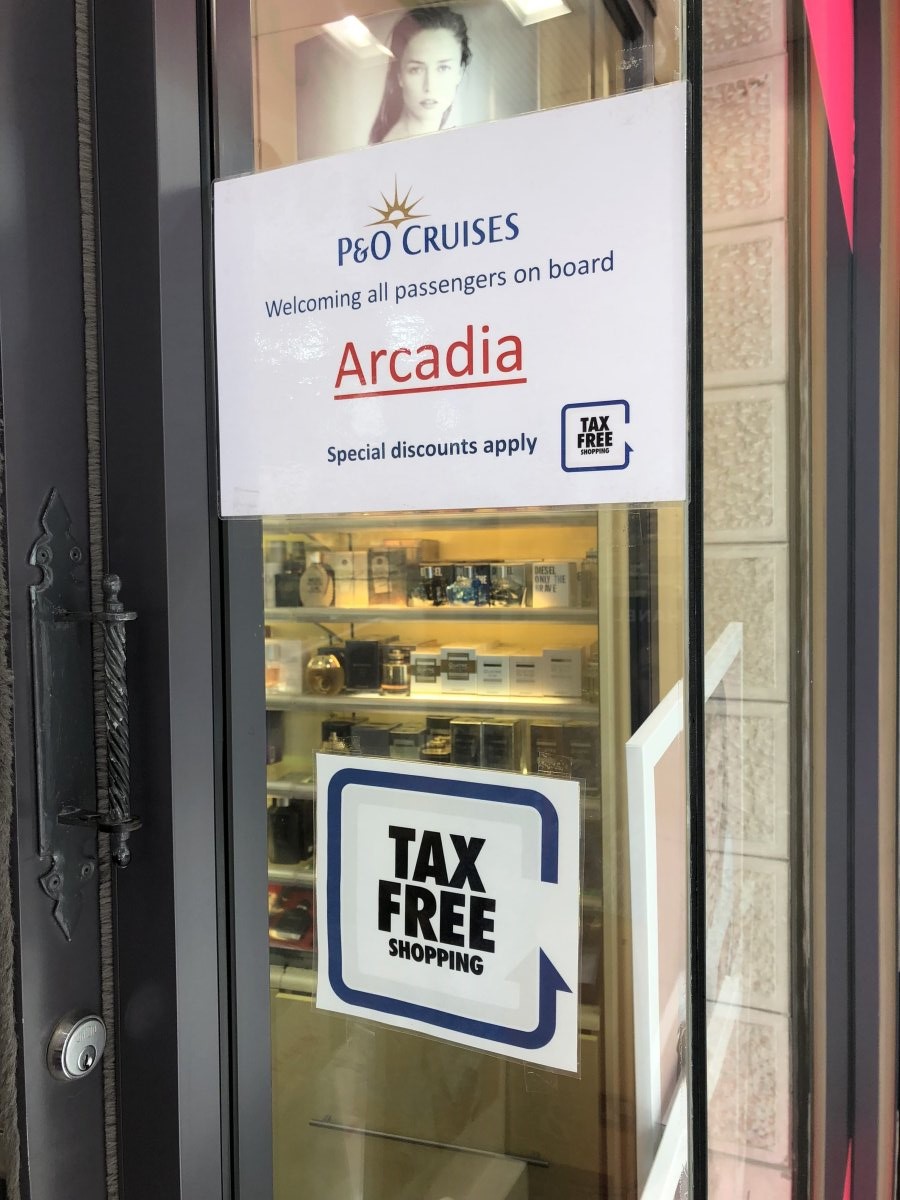 P&O CRUISES
Welcoming all passengers on board
Arcadia
Special discounts apply
TAX
FREE
SHOPPING
DIESEL
ONLY THE
BRAVE
TAX
FREE
SHOPPING